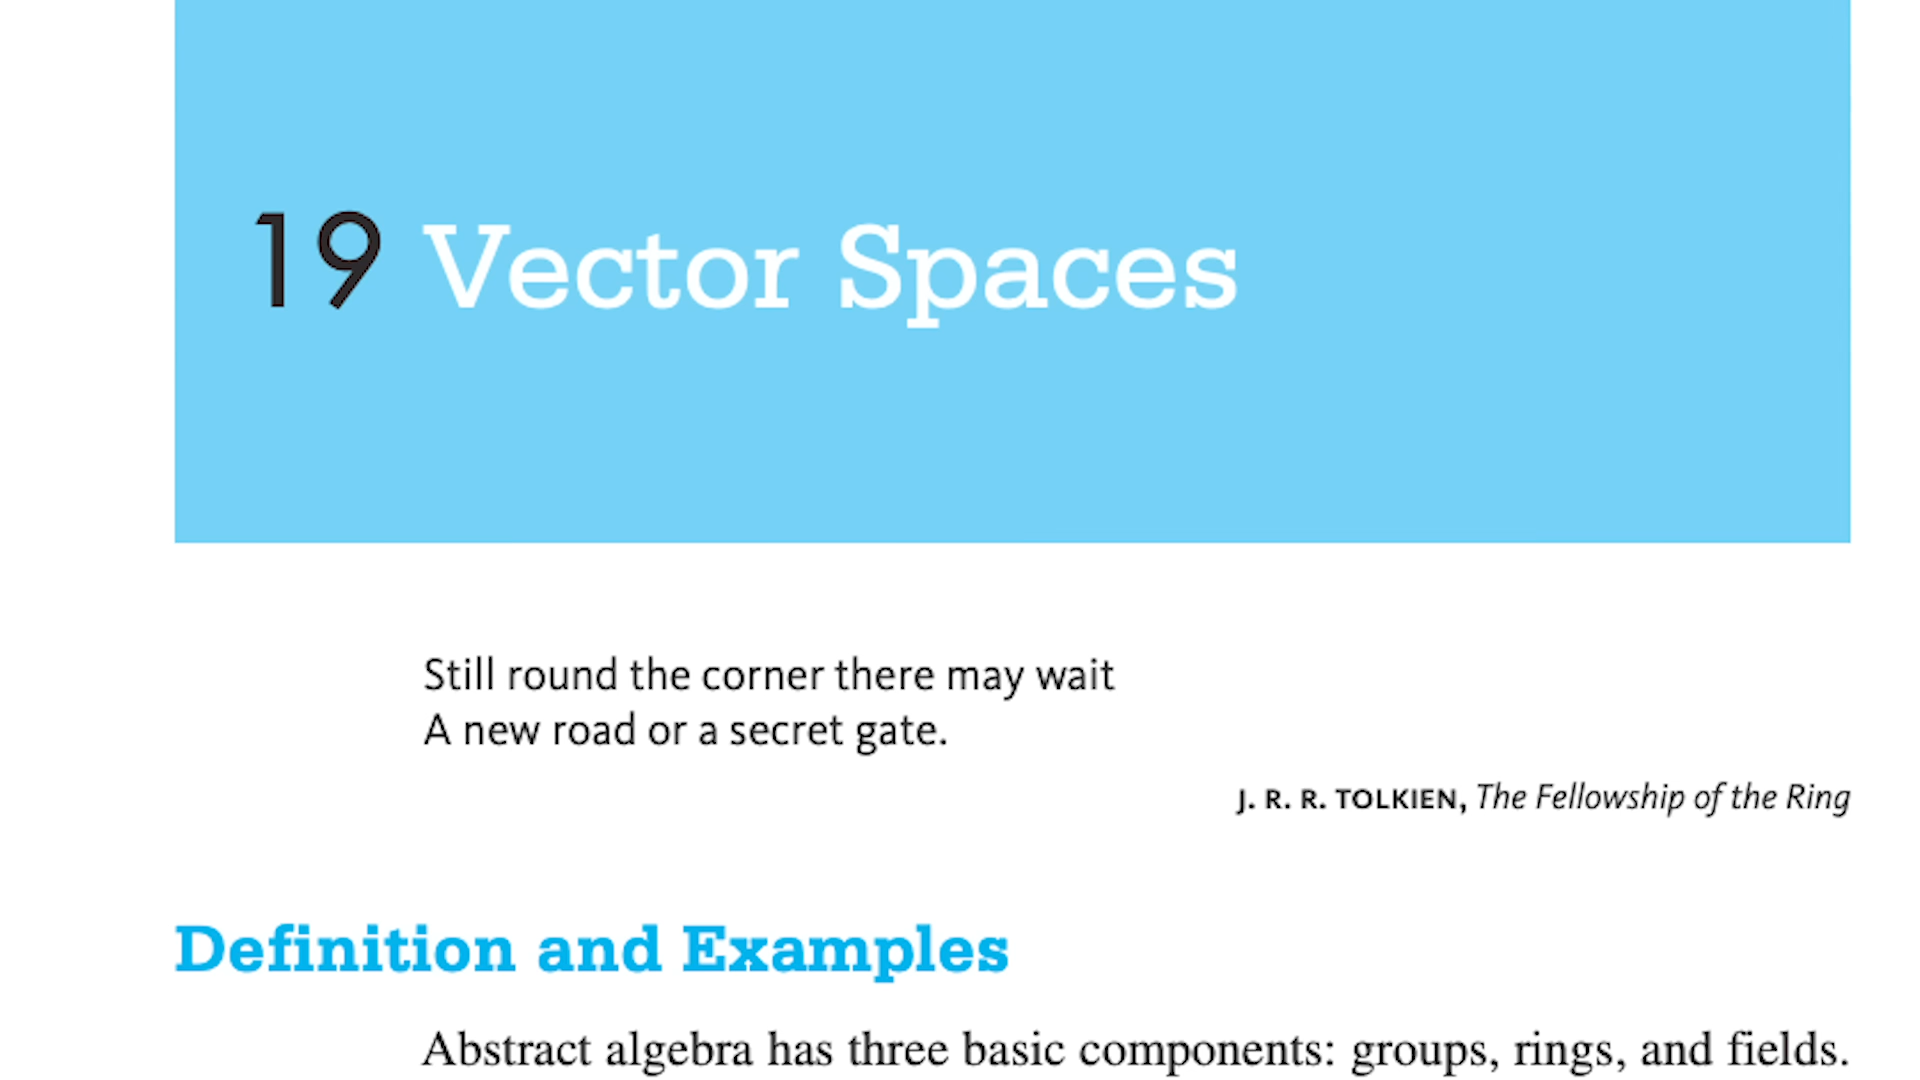 19 Vector Spaces
Still round the corner there may wait
A new road or a secret gate.
J. R. R. TOLKIEN, The Fellowship of the Ring
Definition and Examples
Abstract algebra has three basic components: groups, rings, and fields.